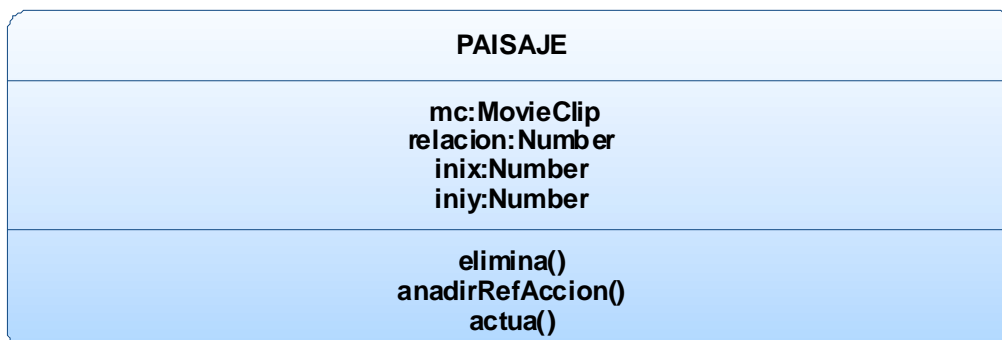 PAISAJE
mc:MovieClip
relacion:Number
inix:Number
iniy:Number
elimina()
anadirRefAccion()
actua()